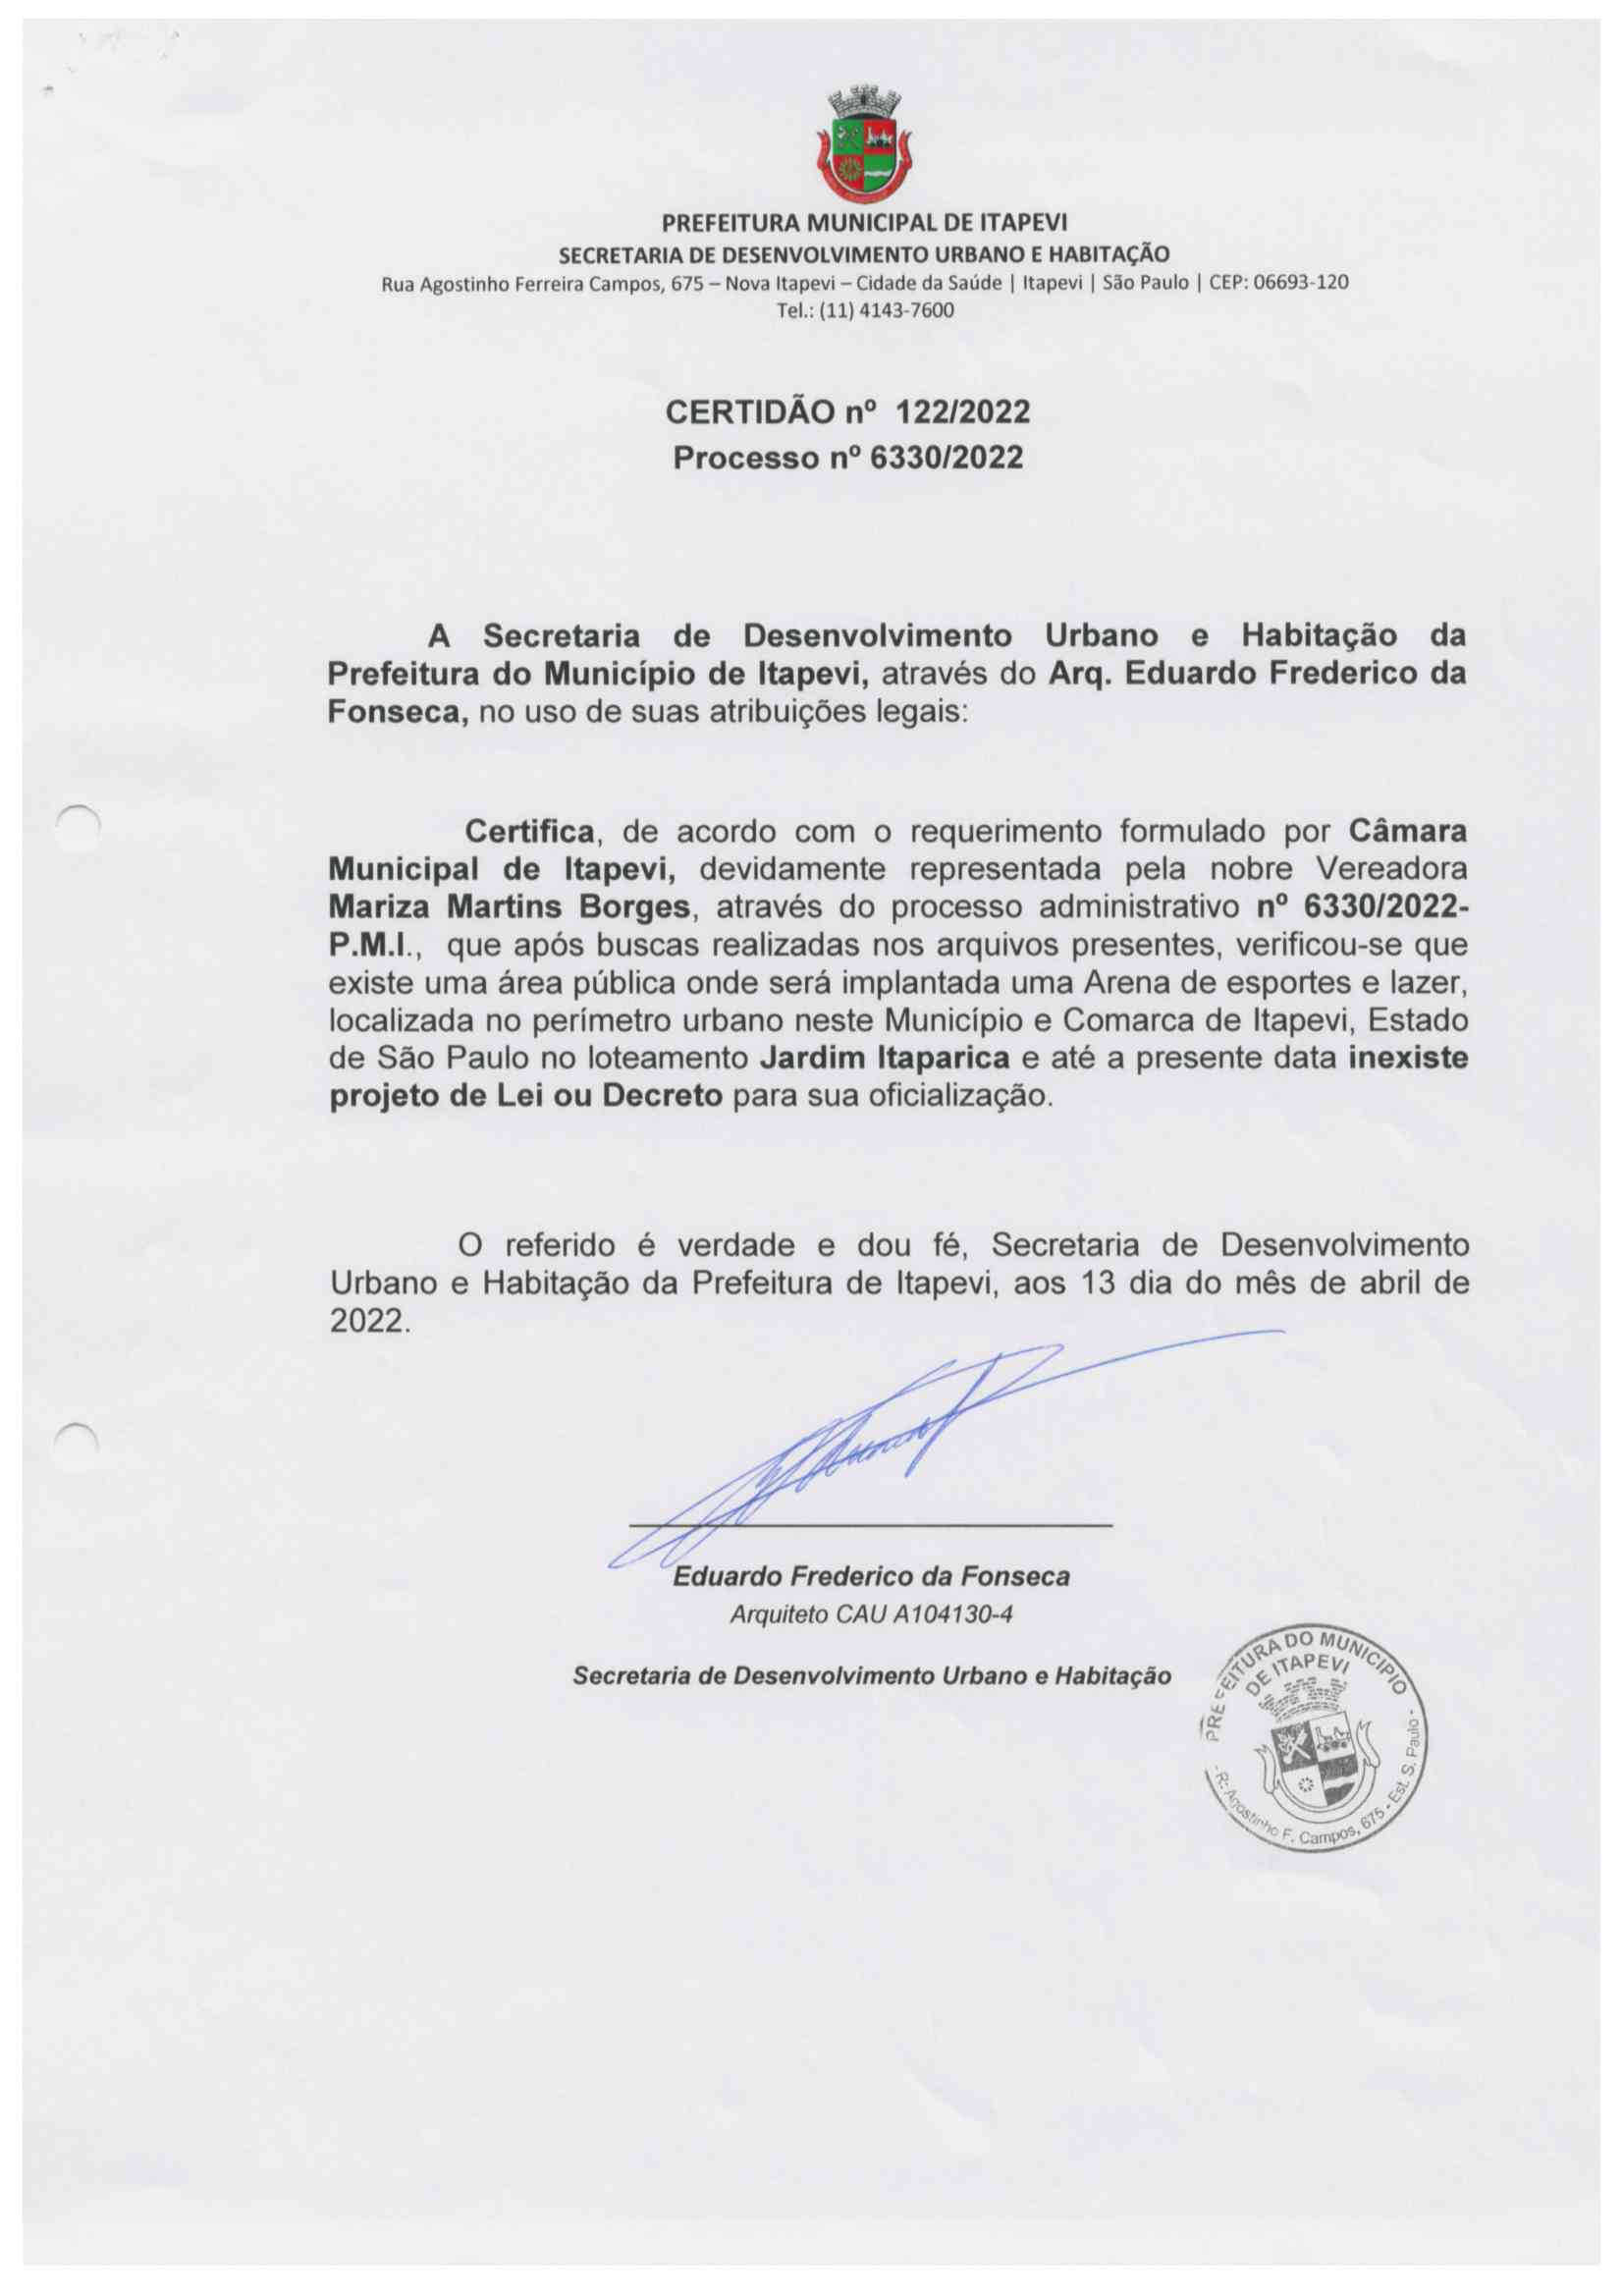 PREFEITURA MUNICIPAL DE ITAPEVI
SECRETARIA DE DESENVOLVIMENTO URBANO E HABITAÇÃO
Rua Agostinho Ferreira Campos, 675 – Nova Itapevi – Cidade da Saúde | Itapevi | São Paulo | CEP: 06693-120
Tel.: (11) 4143-7600
CERTIDÃO nº 122/2022
Processo nº 6330/2022
A Secretaria de Desenvolvimento Urbano e Habitação da
Prefeitura do Município de Itapevi, através do Arq. Eduardo Frederico da
Fonseca, no uso de suas atribuições legais:
Certifica, de acordo com o requerimento formulado por Câmara
Municipal de Itapevi, devidamente representada pela nobre Vereadora
Mariza Martins Borges, através do processo administrativo nº 6330/2022-
P.M.I., que após buscas realizadas nos arquivos presentes, verificou-se que
existe uma área pública onde será implantada uma Arena de esportes e lazer,
localizada no perímetro urbano neste Município e Comarca de Itapevi, Estado
de São Paulo no loteamento Jardim Itaparica e até a presente data inexiste
projeto de Lei ou Decreto para sua oficialização.
O referido é verdade e dou fé, Secretaria de Desenvolvimento
Urbano e Habitação da Prefeitura de Itapevi, aos 13 dia do mês de abril de
2022.
Eduardo Frederico da Fonseca
Arquiteto CAU A104130-4
Secretaria de Desenvolvimento Urbano e Habitação
PREFEITURA DO MUNICIPIO
DE ITAPEVI
- R: Agostinho F. Campos, 675 - Est. S. Paulo -